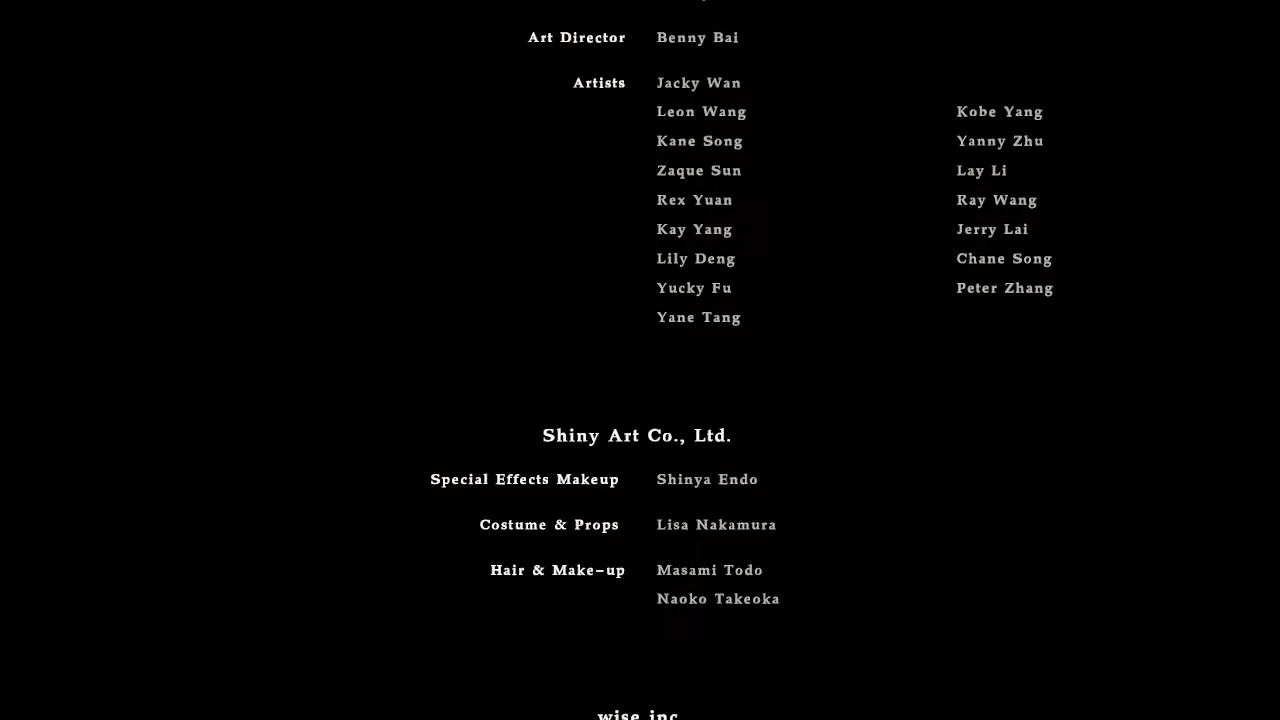 Art Director Benny Bai
Artists Jacky Wan
Leon Wang Kobe Yang
Kane Song Yanny Zhu
Zaque Sun Lay Li
Rex Yuan Ray Wang
Kay Yang Jerry Lai
Lily Deng Chane Song
Yucky Fu Peter Zhang
Yane Tang
Shiny Art Co., Ltd.
Special Effects Makeup Shinya Endo
Costume & Props Lisa Nakamura
Hair & Make-up Masami Todo
Naoko Takeoka
wise inc